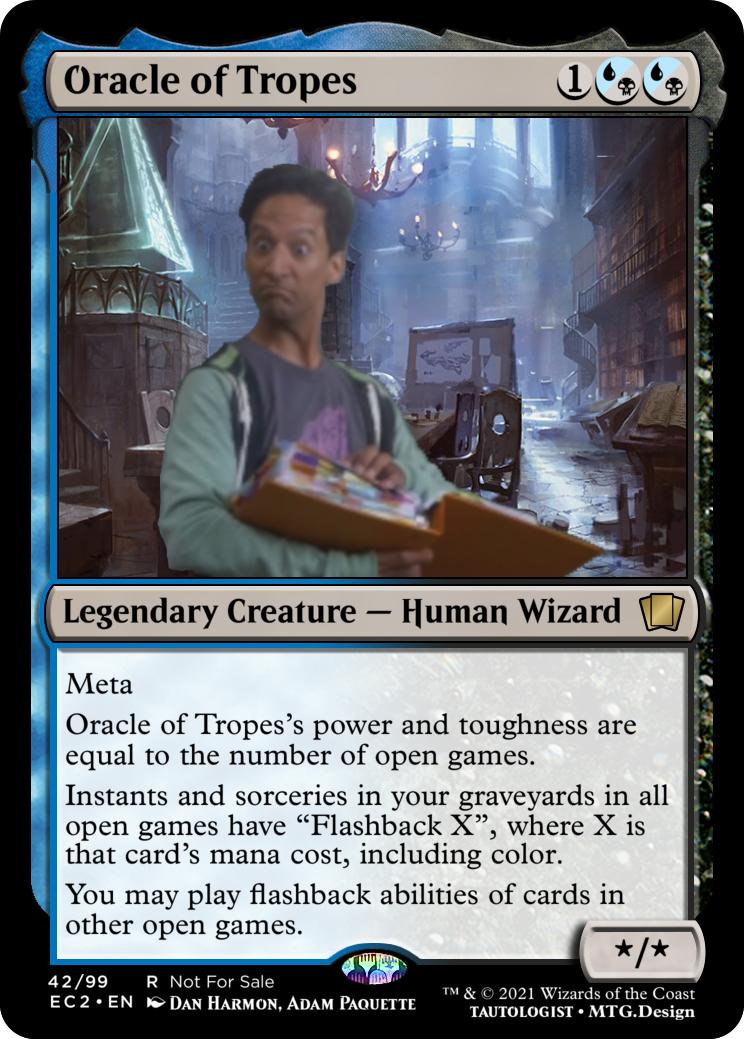 Oracle of Tropes 1
Legendary Creature — Human Wizard
Meta
Oracle of Tropes's power and toughness are
equal to the number of open games.
Instants and sorceries in your graveyards in all
open games have “Flashback X”, where X is
that card's mana cost, including color.
You may play flashback abilities of cards in
other open games.
★/★
42/99 R Not For Sale
EC2 • EN DAN HARMON, ADAM PAQUETTE
™ & © 2021 Wizards of the Coast
TAUTOLOGIST • MTG.Design